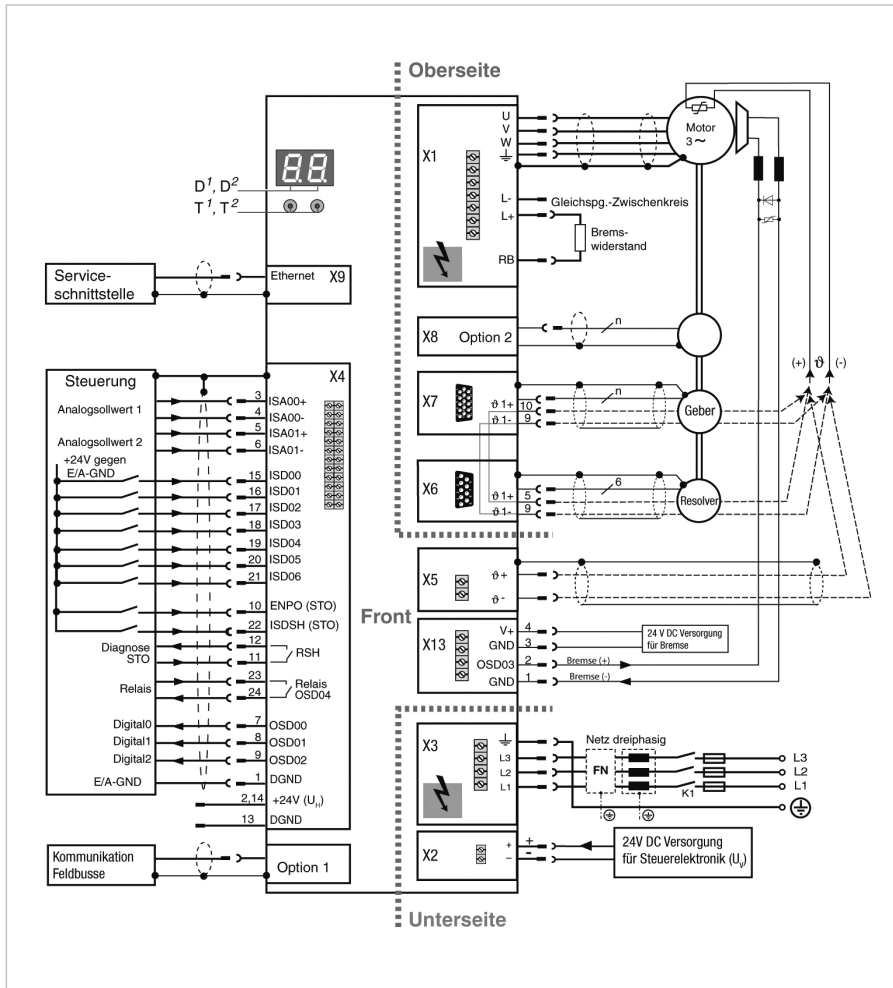 Oberseite
D1, D2
T1, T2
Service-
schnittstelle
Ethernet X9
Steuerung
Analogsollwert 1
Analogsollwert 2
+24V gegen
E/A-GND
Diagnose
STO
Relais
Digital0
Digital1
Digital2
E/A-GND
X4
3 ISA00+
4 ISA00-
5 ISA01+
6 ISA01-
15 ISD00
16 ISD01
17 ISD02
18 ISD03
19 ISD04
20 ISD05
21 ISD06
10 ENPO (STO)
22 ISDSH (STO)
12
11 RSH
23 Relais
24 OSD04
7 OSD00
8 OSD01
9 OSD02
1 DGND
2,14 +24V (UH)
13 DGND
Kommunikation
Feldbusse
Option 1
Front
X1
U
V
W
L-
L+
RB
Motor
3~
Gleichspg.-Zwischenkreis
Brems-
widerstand
X8 Option 2
n
X7
ϑ 1+ 10
ϑ 1- 9
n
Geber
(+) ϑ (-)
X6
ϑ 1+ 5
ϑ 1- 9
6
Resolver
X5
ϑ +
ϑ -
X13
V+ 4
GND 3
OSD03 2
GND 1
24 V DC Versorgung
für Bremse
Bremse (+)
Bremse (-)
X3
L3
L2
L1
Netz dreiphasig
FN
K1
L3
L2
L1
X2
+
-
+
-
24V DC Versorgung
für Steuerelektronik (UV)
Unterseite